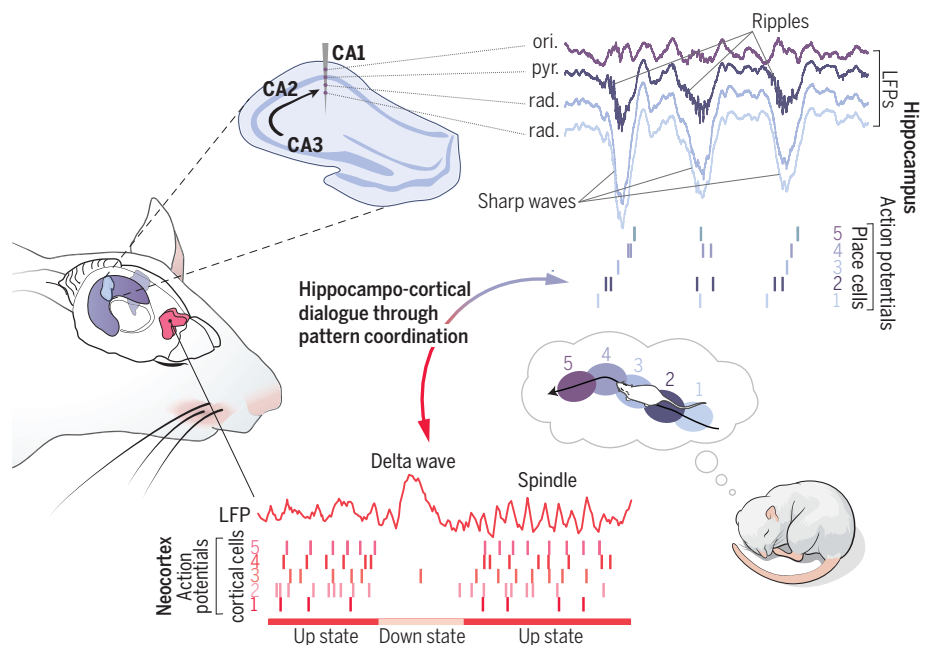 Ripples
ori.
pyr.
rad.
rad.
LFPs
Hippocampus
CA1
CA2
CA3
Sharp waves
5
4
3
2
1
Place cells
Action potentials
Hippocampo-cortical
dialogue through
pattern coordination
5
4
3
2
1
Delta wave
Spindle
LFP
Neocortex
Action
potentials
cortical cells
5
4
3
2
1
Up state
Down state
Up state